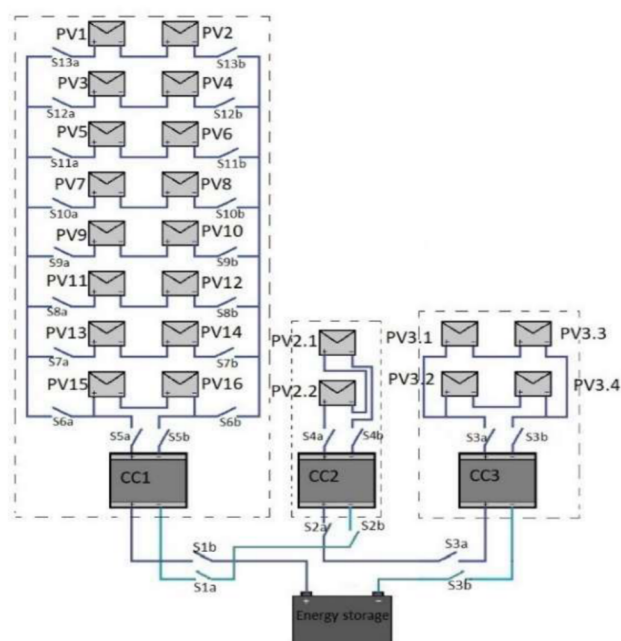 PV1 PV2
S13a S13b
PV3 PV4
S12a S12b
PV5 PV6
S11a S11b
PV7 PV8
S10a S10b
PV9 PV10
S9a S9b
PV11 PV12
S8a S8b
PV13 PV14
S7a S7b
PV15 PV16
S6a S6b
S5a S5b
CC1
PV2.1
PV2.2
S4a S4b
CC2
S2a S2b
PV3.1 PV3.3
PV3.2 PV3.4
S3a S3b
CC3
S1b S3a
S1a S3b
+ -
Energy storage